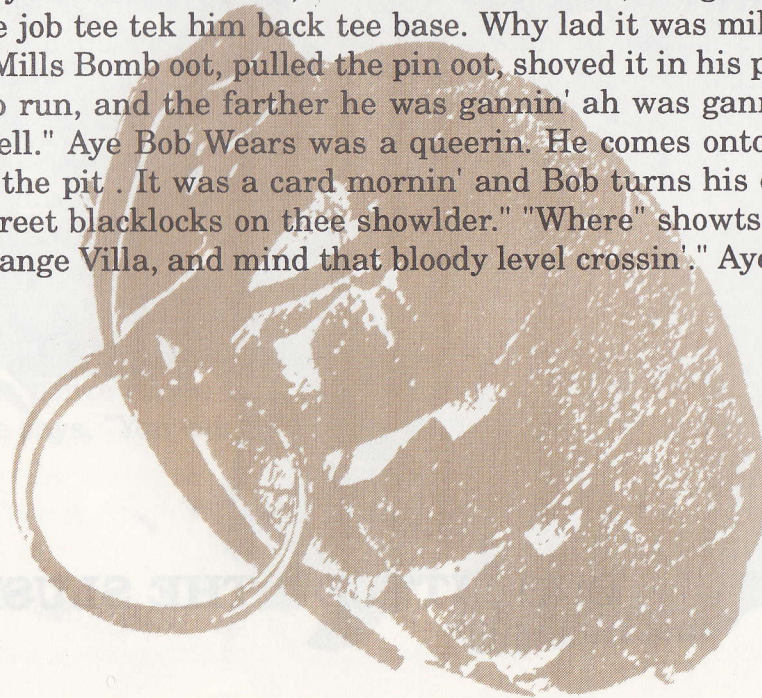 e job tee tek him back tee base. Why lad it was mil
Mills Bomb oot, pulled the pin oot, shoved it in his p
o run, and the farther he was gannin' ah was gann
ell." Aye Bob Wears was a queerin. He comes onto
the pit . It was a card mornin' and Bob turns his
reet blacklocks on thee showlder." "Where" showts
ange Villa, and mind that bloody level crossin'." Aye